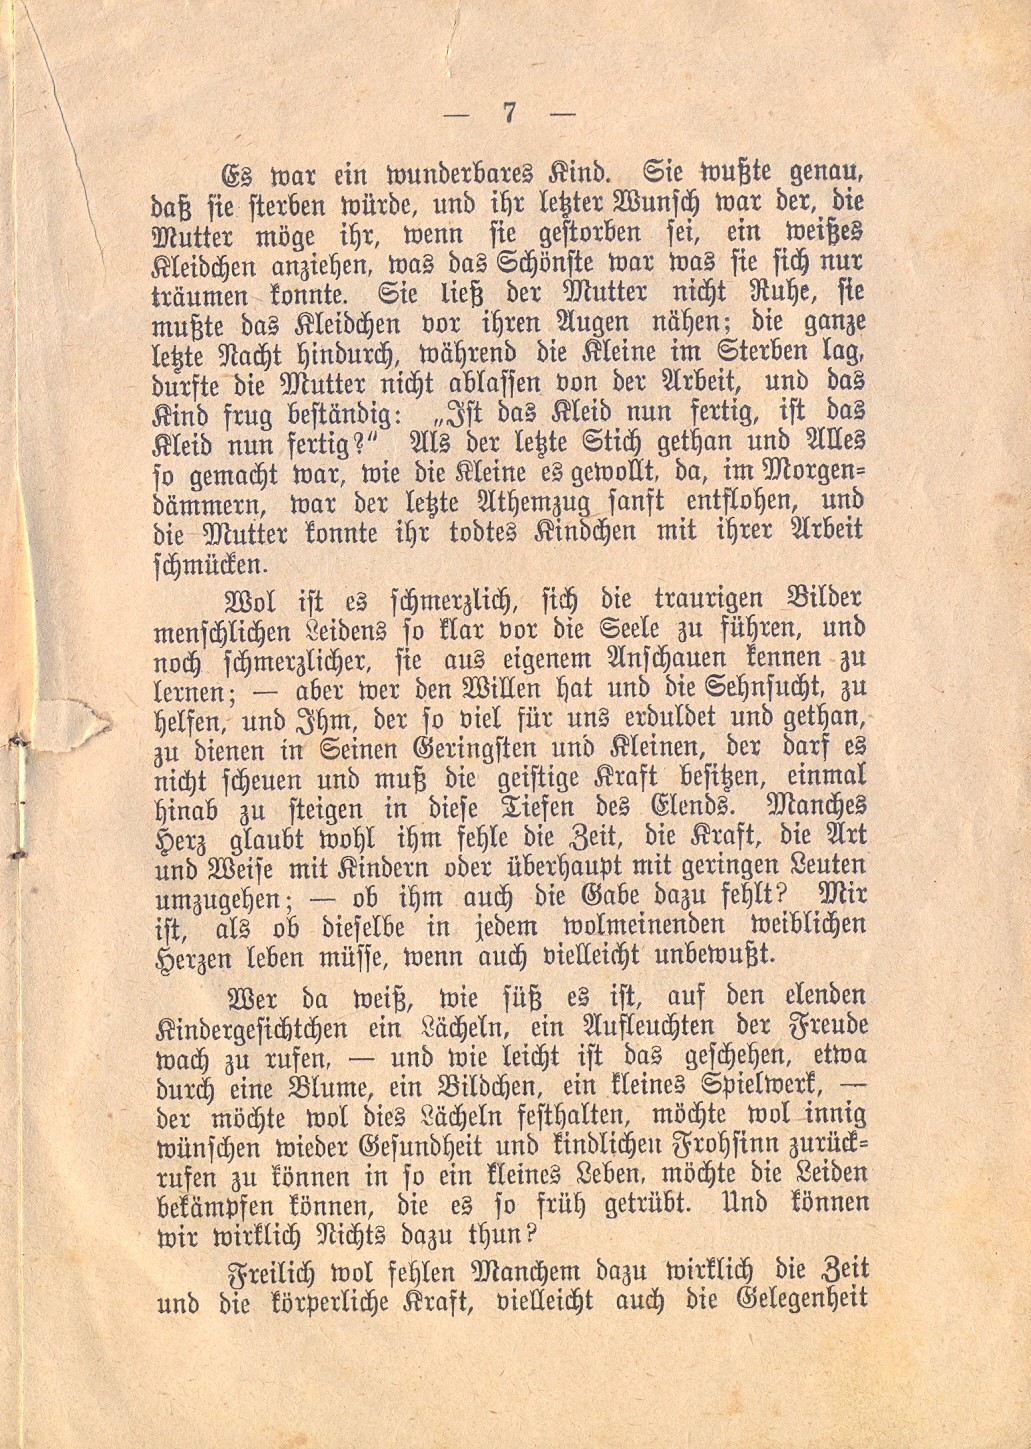 — 7 —
Es war ein wunderbares Kind. Sie wußte genau,
daß sie sterben würde, und ihr letzter Wunsch war der, die
Mutter möge ihr, wenn sie gestorben sei, ein weißes
Kleidchen anziehen, was das Schönste war was sie sich nur
träumen konnte. Sie ließ der Mutter nicht Ruhe, sie
mußte das Kleidchen vor ihren Augen nähen; die ganze
letzte Nacht hindurch, während die Kleine im Sterben lag,
durfte die Mutter nicht ablassen von der Arbeit, und das
Kind frug beständig: „Ist das Kleid nun fertig, ist das
Kleid nun fertig?“ Als der letzte Stich gethan und Alles
so gemacht war, wie die Kleine es gewollt, da, im Morgen-
dämmern, war der letzte Athemzug sanft entflohen, und
die Mutter konnte ihr todtes Kindchen mit ihrer Arbeit
schmücken.
Wol ist es schmerzlich, sich die traurigen Bilder
menschlichen Leidens so klar vor die Seele zu führen, und
noch schmerzlicher, sie aus eigenem Anschauen kennen zu
lernen; — aber wer den Willen hat und die Sehnsucht, zu
helfen, und Ihm, der so viel für uns erduldet und gethan,
zu dienen in Seinen Geringsten und Kleinen, der darf es
nicht scheuen und muß die geistige Kraft besitzen, einmal
hinab zu steigen in diese Tiefen des Elends. Manches
Herz glaubt wohl ihm fehle die Zeit, die Kraft, die Art
und Weise mit Kindern oder überhaupt mit geringen Leuten
umzugehen; — ob ihm auch die Gabe dazu fehlt? Mir
ist, als ob dieselbe in jedem wolmeinenden weiblichen
Herzen leben müsse, wenn auch vielleicht unbewußt.
Wer da weiß, wie süß es ist, auf den elenden
Kindergesichtchen ein Lächeln, ein Aufleuchten der Freude
wach zu rufen, — und wie leicht ist das geschehen, etwa
durch eine Blume, ein Bildchen, ein kleines Spielwerk, —
der möchte wol dies Lächeln festhalten, möchte wol innig
wünschen wieder Gesundheit und kindlichen Frohsinn zurück-
rufen zu können in so ein kleines Leben, möchte die Leiden
bekämpfen können, die es so früh getrübt. Und können
wir wirklich Nichts dazu thun?
Freilich wol fehlen Manchem dazu wirklich die Zeit
und die körperliche Kraft, vielleicht auch die Gelegenheit